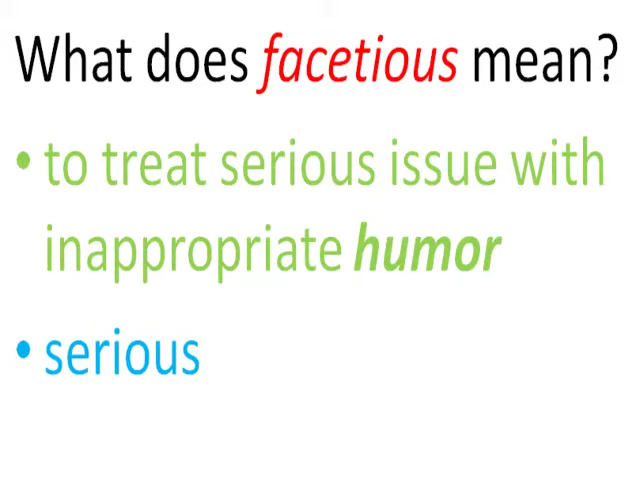 What does facetious mean?
• to treat serious issue with
inappropriate humor
• serious